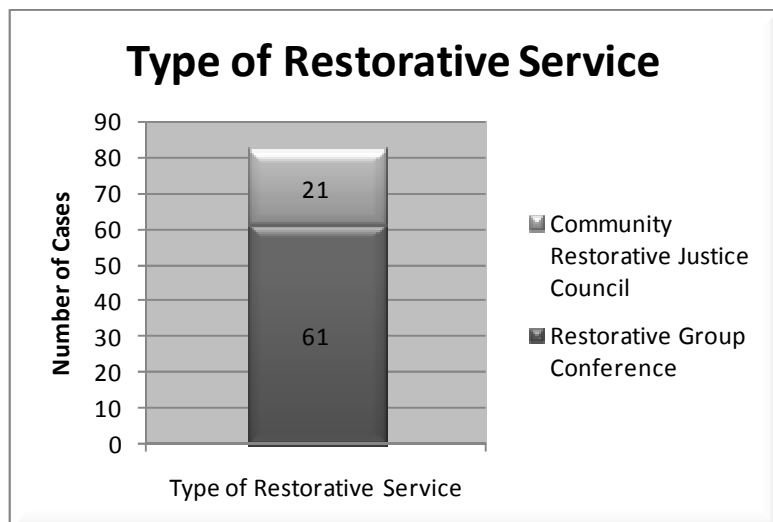 Type of Restorative Service
90
80
70
60
50
40
30
20
10
0
Number of Cases
21
61
Type of Restorative Service
Community
Restorative Justice
Council
Restorative Group
Conference